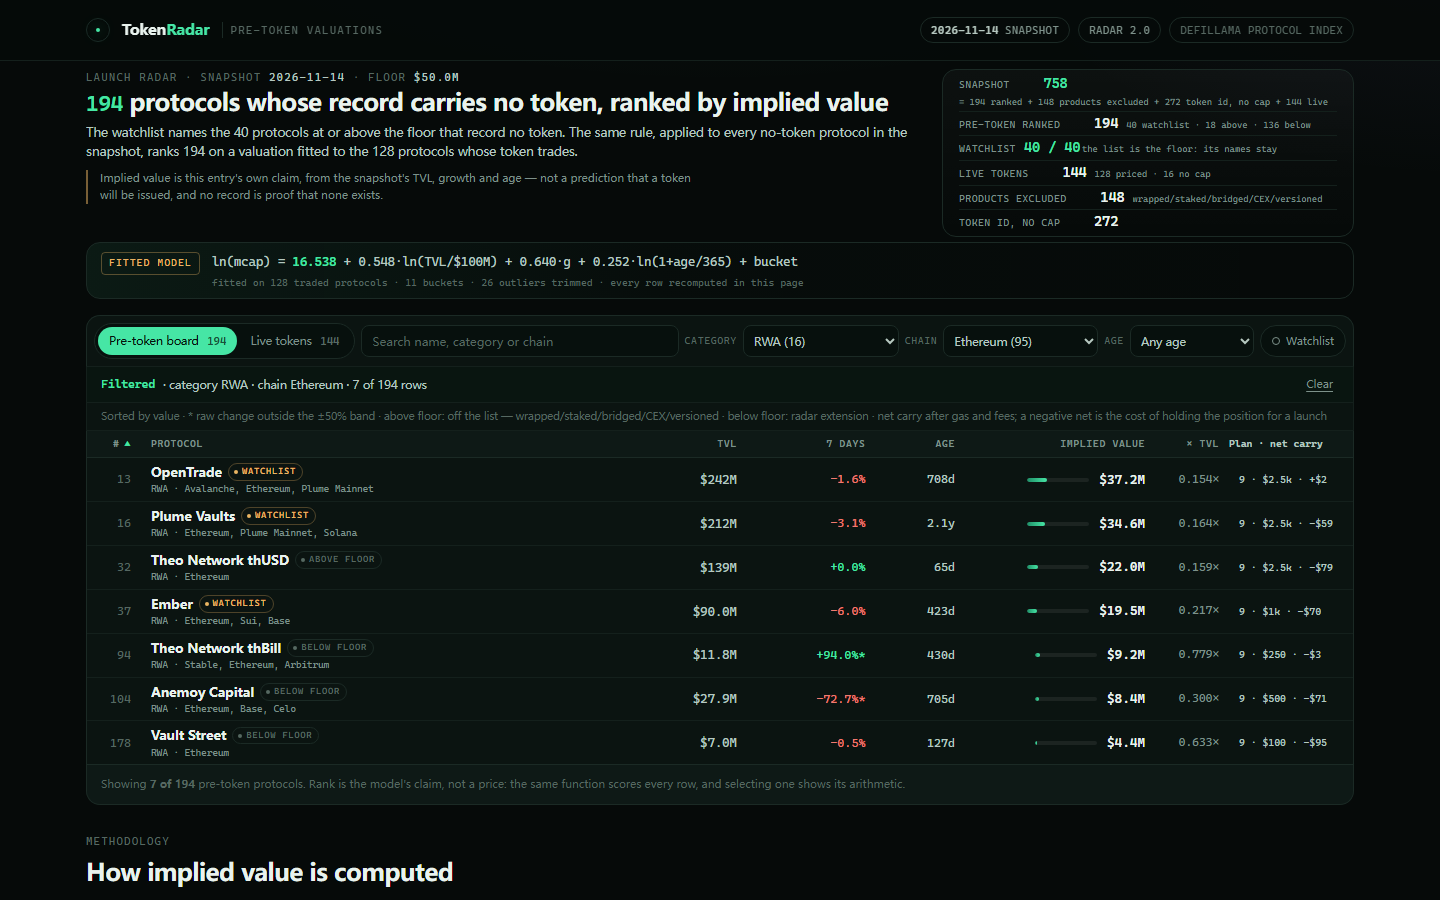 TokenRadar PRE-TOKEN VALUATIONS
2026-11-14 SNAPSHOT RADAR 2.0 DEFILLAMA PROTOCOL INDEX
LAUNCH RADAR · SNAPSHOT 2026-11-14 · FLOOR $50.0M
194 protocols whose record carries no token, ranked by implied value
The watchlist names the 40 protocols at or above the floor that record no token. The same rule, applied to every no-token protocol in the
snapshot, ranks 194 on a valuation fitted to the 128 protocols whose token trades.
Implied value is this entry's own claim, from the snapshot's TVL, growth and age — not a prediction that a token
will be issued, and no record is proof that none exists.
SNAPSHOT 758
= 194 ranked + 148 products excluded + 272 token id, no cap + 144 live
PRE-TOKEN RANKED 194 40 watchlist · 18 above · 136 below
WATCHLIST 40 / 40 the list is the floor: its names stay
LIVE TOKENS 144 128 priced · 16 no cap
PRODUCTS EXCLUDED 148 wrapped/staked/bridged/CEX/versioned
TOKEN ID, NO CAP 272
FITTED MODEL ln(mcap) = 16.538 + 0.548·ln(TVL/$100M) + 0.640·g + 0.252·ln(1+age/365) + bucket
fitted on 128 traded protocols · 11 buckets · 26 outliers trimmed · every row recomputed in this page
Pre-token board 194 Live tokens 144 Search name, category or chain CATEGORY RWA (16) CHAIN Ethereum (95) AGE Any age Watchlist
Filtered · category RWA · chain Ethereum · 7 of 194 rows Clear
Sorted by value · * raw change outside the ±50% band · above floor: off the list — wrapped/staked/bridged/CEX/versioned · below floor: radar extension · net carry after gas and fees; a negative net is the cost of holding the position for a launch
# ▲ PROTOCOL TVL 7 DAYS AGE IMPLIED VALUE × TVL Plan · net carry
13 OpenTrade WATCHLIST $242M −1.6% 708d $37.2M 0.154× 9 · $2.5k · +$2
RWA · Avalanche, Ethereum, Plume Mainnet
16 Plume Vaults WATCHLIST $212M −3.1% 2.1y $34.6M 0.164× 9 · $2.5k · −$59
RWA · Ethereum, Plume Mainnet, Solana
32 Theo Network thUSD ABOVE FLOOR $139M +0.0% 65d $22.0M 0.159× 9 · $2.5k · −$79
RWA · Ethereum
37 Ember WATCHLIST $90.0M −6.0% 423d $19.5M 0.217× 9 · $1k · −$70
RWA · Ethereum, Sui, Base
94 Theo Network thBill BELOW FLOOR $11.8M +94.0%* 430d $9.2M 0.779× 9 · $250 · −$3
RWA · Stable, Ethereum, Arbitrum
104 Anemoy Capital BELOW FLOOR $27.9M −72.7%* 705d $8.4M 0.300× 9 · $500 · −$71
RWA · Ethereum, Base, Celo
178 Vault Street BELOW FLOOR $7.0M −0.5% 127d $4.4M 0.633× 9 · $100 · −$95
RWA · Ethereum
Showing 7 of 194 pre-token protocols. Rank is the model's claim, not a price: the same function scores every row, and selecting one shows its arithmetic.
METHODOLOGY
How implied value is computed